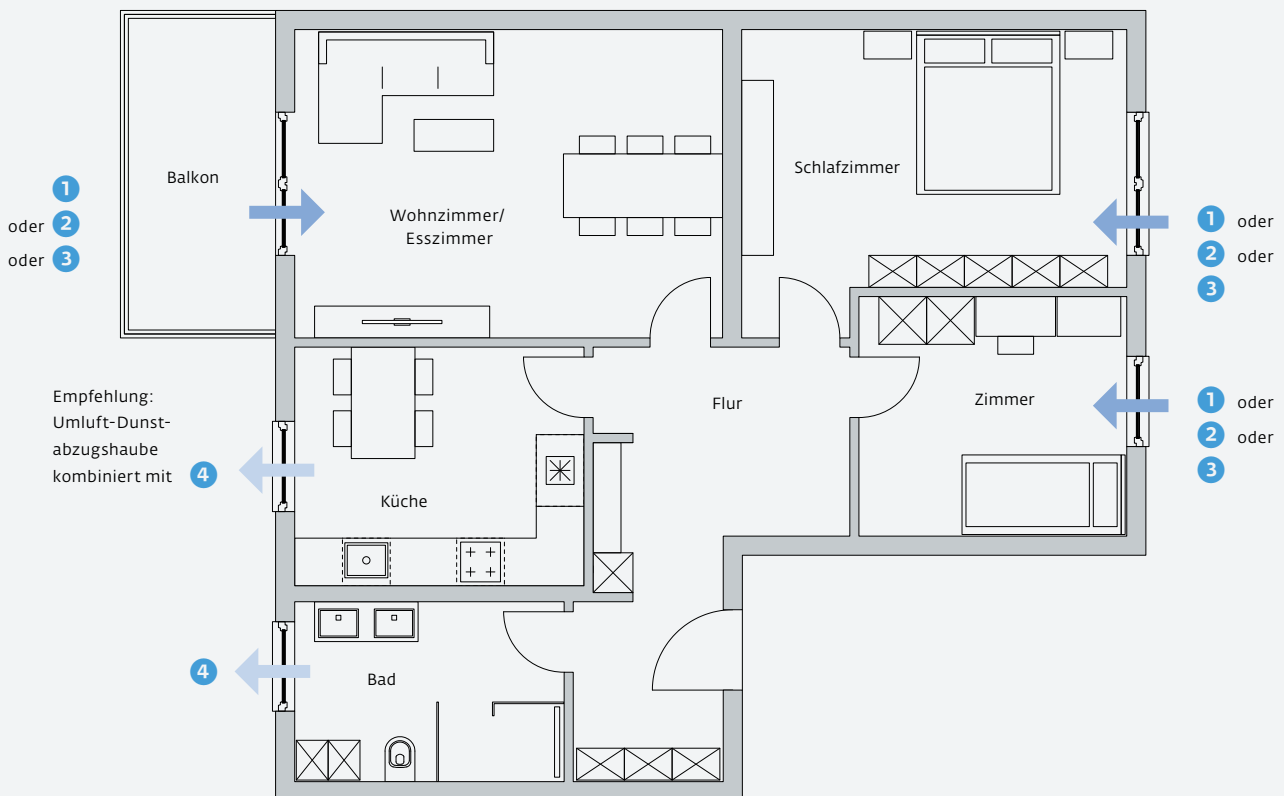 Balkon
1
oder 2
oder 3
Wohnzimmer/
Esszimmer
Schlafzimmer
1 oder
2 oder
3
Empfehlung:
Umluft-Dunst-
abzugshaube
kombiniert mit 4
Küche
Flur
Zimmer
1 oder
2 oder
3
4
Bad